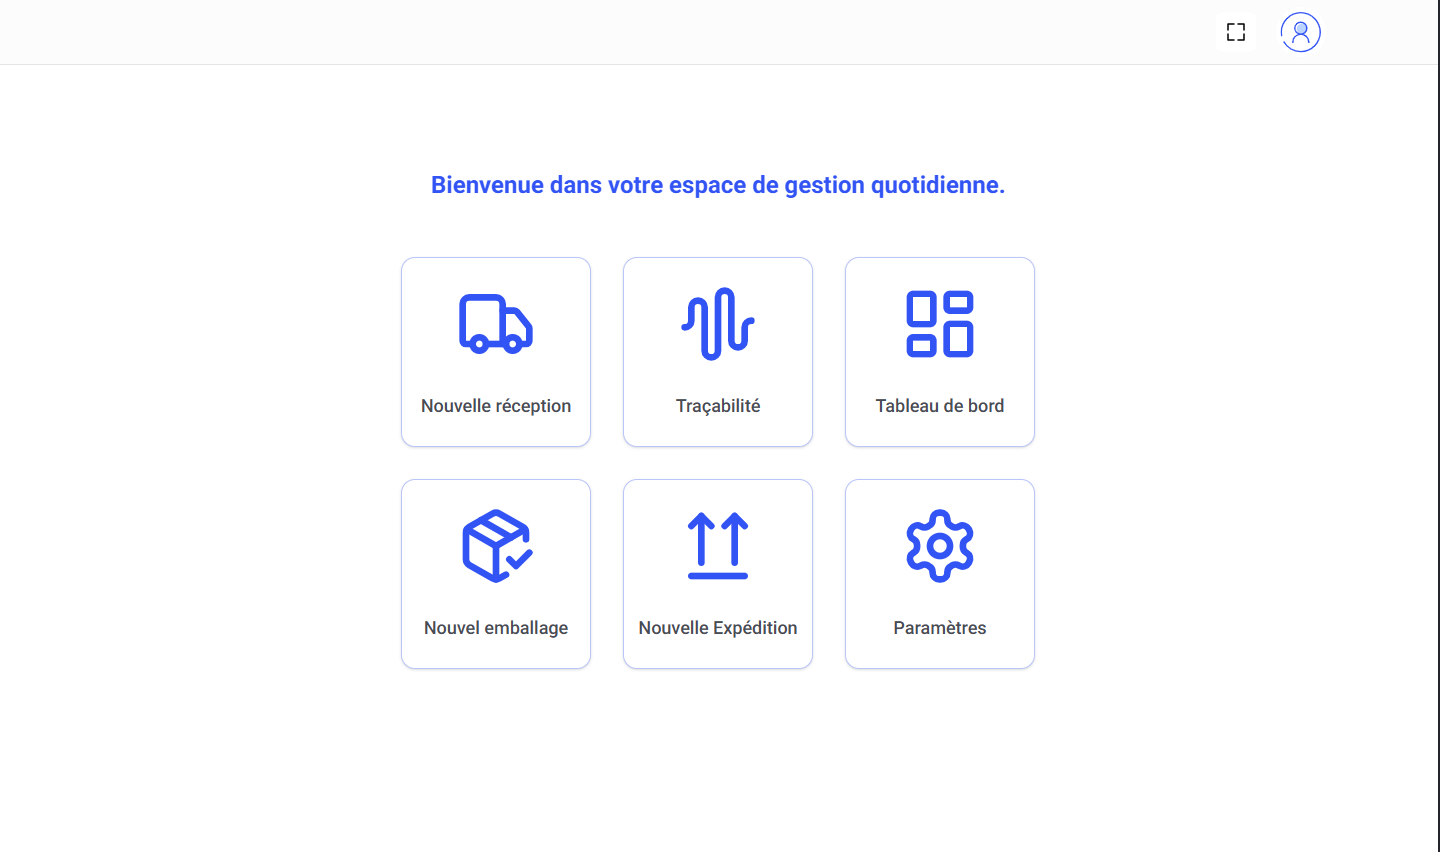 Bienvenue dans votre espace de gestion quotidienne.
Nouvelle réception
Traçabilité
Tableau de bord
Nouvel emballage
Nouvelle Expédition
Paramètres